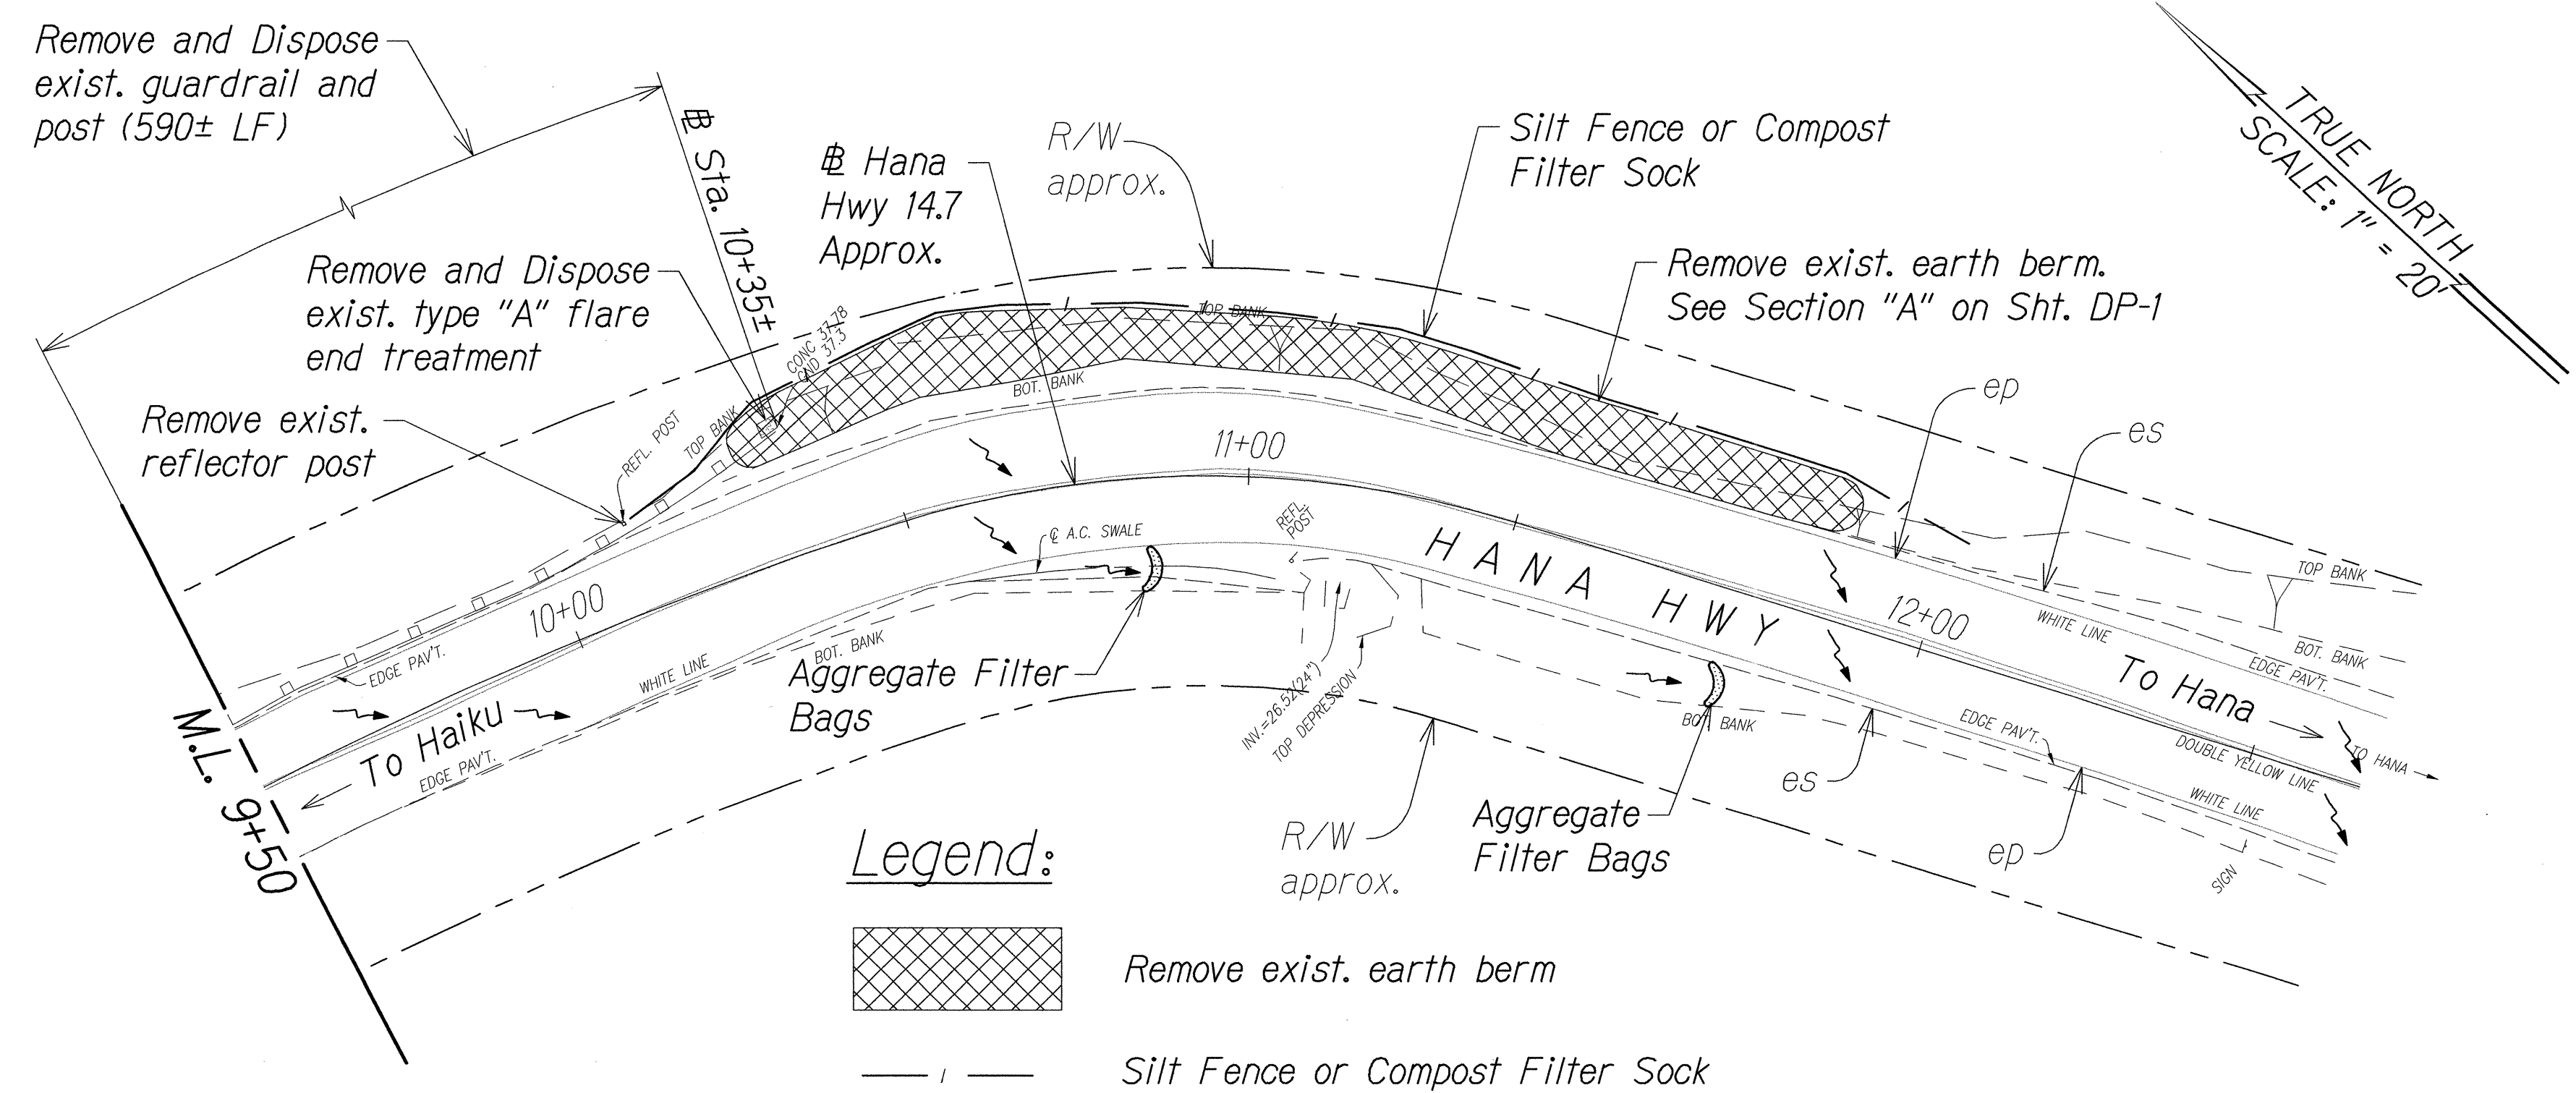 Remove and Dispose
exist. guardrail and
post (590± LF)
℄ Sta. 10+35±
℄ Hana
Hwy 14.7
Approx.
R/W
approx.
Silt Fence or Compost
Filter Sock
TRUE NORTH
SCALE: 1" = 20'
Remove and Dispose
exist. type "A" flare
end treatment
Remove exist. earth berm.
See Section "A" on Sht. DP-1
CONC 37.78
GND 37.3
TOP BANK
BOT. BANK
Remove exist.
reflector post
REFL. POST
TOP BANK
ep
es
11+00
10+00
℄ A.C. SWALE
REFL.
POST
HANA HWY
12+00
TOP BANK
WHITE LINE
BOT. BANK
EDGE PAV'T.
EDGE PAV'T.
WHITE LINE
BOT. BANK
Aggregate Filter
Bags
INV.=26.52(24")
TOP DEPRESSION
BOT. BANK
EDGE PAV'T.
To Hana
DOUBLE YELLOW LINE
TO HANA
M.L. 9+50
To Haiku
EDGE PAV'T.
es
WHITE LINE
ep
SIGN
R/W
approx.
Aggregate
Filter Bags
Legend:
Remove exist. earth berm
Silt Fence or Compost Filter Sock